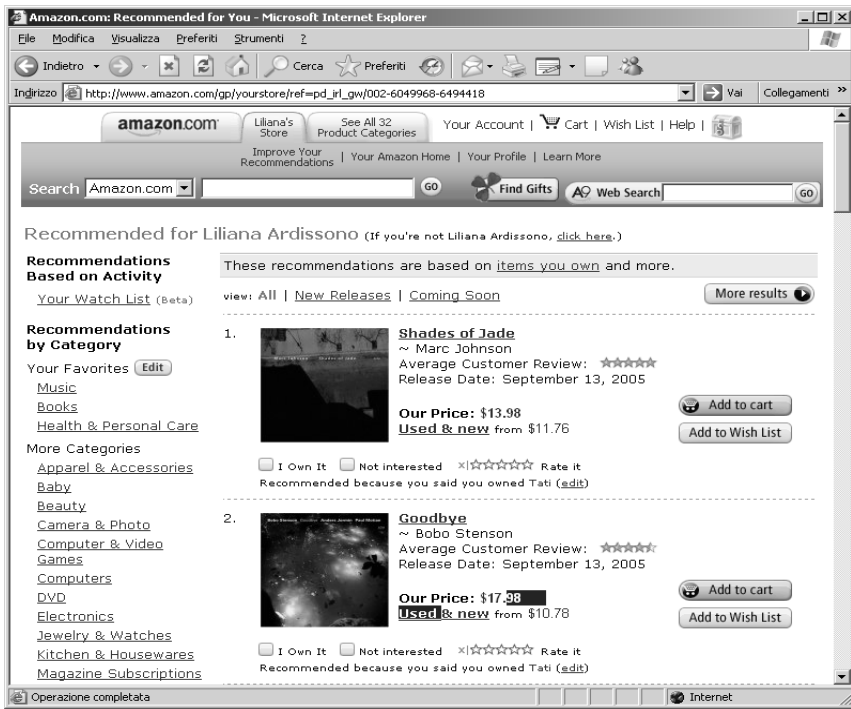 Amazon.com: Recommended for You - Microsoft Internet Explorer
File Modifica Visualizza Preferiti Strumenti ?
Indietro Cerca Preferiti
Indirizzo http://www.amazon.com/gp/yourstore/ref=pd_irl_gw/002-6049968-6494418 Vai Collegamenti »
amazon.com Liliana's Store See All 32 Product Categories Your Account | Cart | Wish List | Help |
Improve Your Recommendations | Your Amazon Home | Your Profile | Learn More
Search Amazon.com GO Find Gifts A9 Web Search GO
Recommended for Liliana Ardissono (If you're not Liliana Ardissono, click here.)
Recommendations Based on Activity
Your Watch List (Beta)
Recommendations by Category
Your Favorites Edit
Music
Books
Health & Personal Care
More Categories
Apparel & Accessories
Baby
Beauty
Camera & Photo
Computer & Video Games
Computers
DVD
Electronics
Jewelry & Watches
Kitchen & Housewares
Magazine Subscriptions
These recommendations are based on items you own and more.
view: All | New Releases | Coming Soon More results
1. Shades of Jade
~ Marc Johnson
Average Customer Review:
Release Date: September 13, 2005
Our Price: $13.98
Used & new from $11.76
Add to cart
Add to Wish List
I Own It Not interested Rate it
Recommended because you said you owned Tati (edit)
2. Goodbye
~ Bobo Stenson
Average Customer Review:
Release Date: September 13, 2005
Our Price: $17.98
Used & new from $10.78
Add to cart
Add to Wish List
I Own It Not interested Rate it
Recommended because you said you owned Tati (edit)
Operazione completata Internet